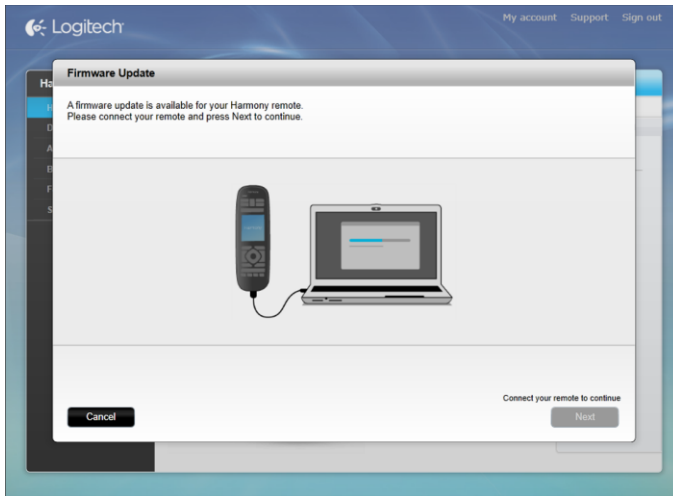 Logitech
My account Support Sign out
Firmware Update
Ha
H
A firmware update is available for your Harmony remote.
Please connect your remote and press Next to continue.
D
A
B
F
S
Connect your remote to continue
Cancel
Next